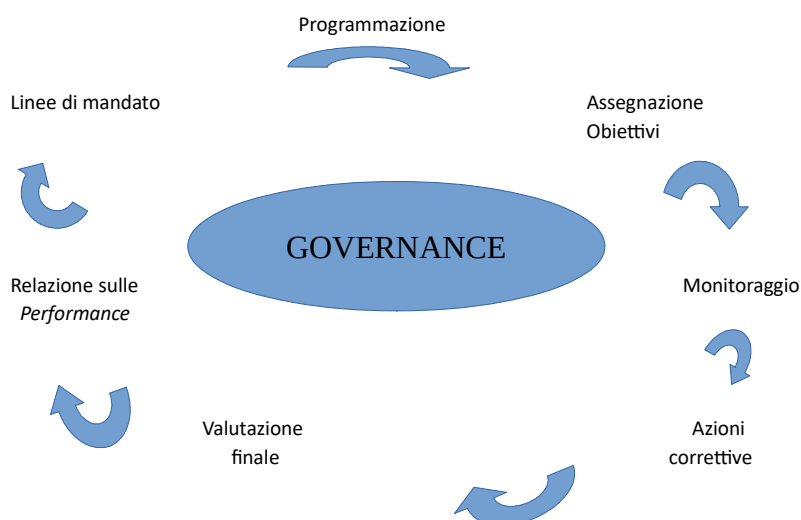 Programmazione
Linee di mandato
Assegnazione
Obiettivi
GOVERNANCE
Relazione sulle
Performance
Monitoraggio
Valutazione
finale
Azioni
correttive